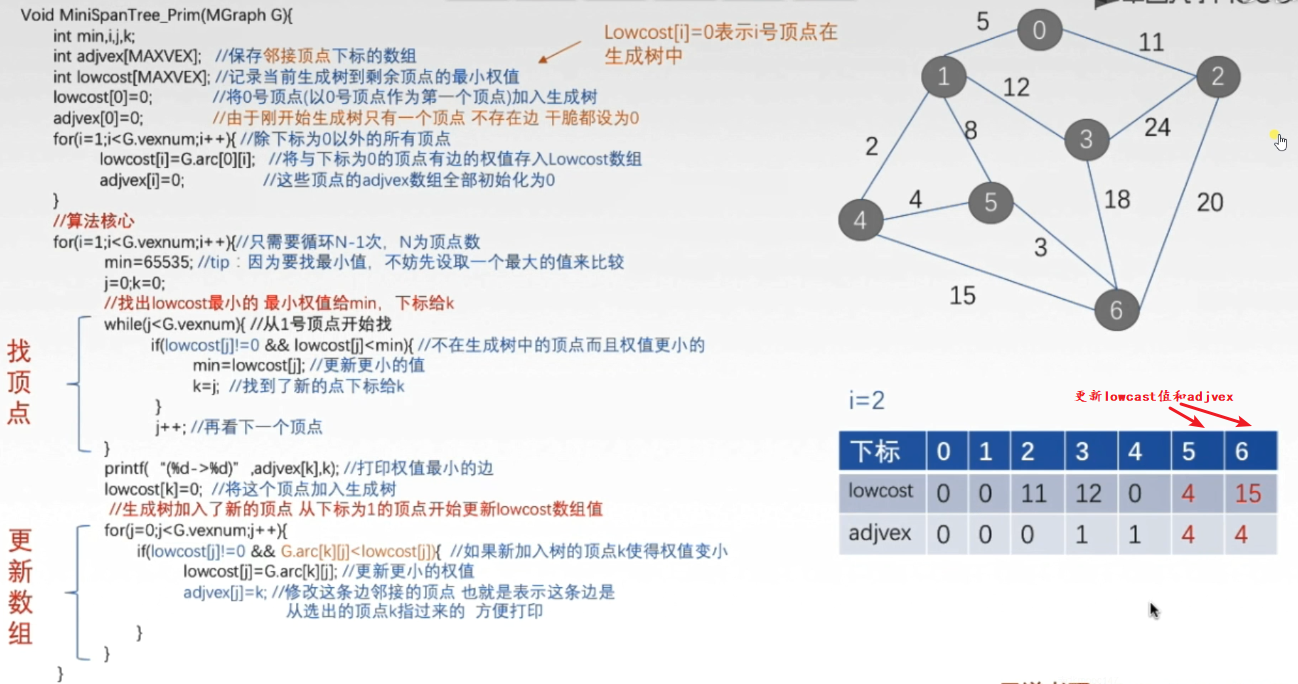 Void MiniSpanTree_Prim(MGraph G){
int min,i,j,k;
int adjvex[MAXVEX]; //保存邻接顶点下标的数组
int lowcost[MAXVEX]; //记录当前生成树到剩余顶点的最小权值
lowcost[0]=0; //将0号顶点(以0号顶点作为第一个顶点)加入生成树
adjvex[0]=0; //由于刚开始生成树只有一个顶点 不存在边 干脆都设为0
for(i=1;i<G.vexnum;i++){ //除下标为0以外的所有顶点
lowcost[i]=G.arc[0][i]; //将与下标为0的顶点有边的权值存入Lowcost数组
adjvex[i]=0; //这些顶点的adjvex数组全部初始化为0
}
//算法核心
for(i=1;i<G.vexnum;i++){//只需要循环N-1次，N为顶点数
min=65535; //tip：因为要找最小值，不妨先设取一个最大的值来比较
j=0;k=0;
//找出lowcost最小的 最小权值给min，下标给k
while(j<G.vexnum){ //从1号顶点开始找
if(lowcost[j]!=0 && lowcost[j]<min){ //不在生成树中的顶点而且权值更小的
min=lowcost[j]; //更新更小的值
k=j; //找到了新的点下标给k
}
j++; //再看下一个顶点
}
printf( “(%d->%d)” ,adjvex[k],k); //打印权值最小的边
lowcost[k]=0; //将这个顶点加入生成树
//生成树加入了新的顶点 从下标为1的顶点开始更新lowcost数组值
for(j=0;j<G.vexnum;j++){
if(lowcost[j]!=0 && G.arc[k][j]<lowcost[j]){ //如果新加入树的顶点k使得权值变小
lowcost[j]=G.arc[k][j]; //更新更小的权值
adjvex[j]=k; //修改这条边邻接的顶点 也就是表示这条边是
从选出的顶点k指过来的 方便打印
}
}
}
找顶点
更新数组
Lowcost[i]=0表示i号顶点在
生成树中
5 0 11
1 12 2
8 3 24
2
4 5 18 20
4 3
15 6
i=2
更新lowcast值和adjvex
下标 0 1 2 3 4 5 6
lowcost 0 0 11 12 0 4 15
adjvex 0 0 0 1 1 4 4